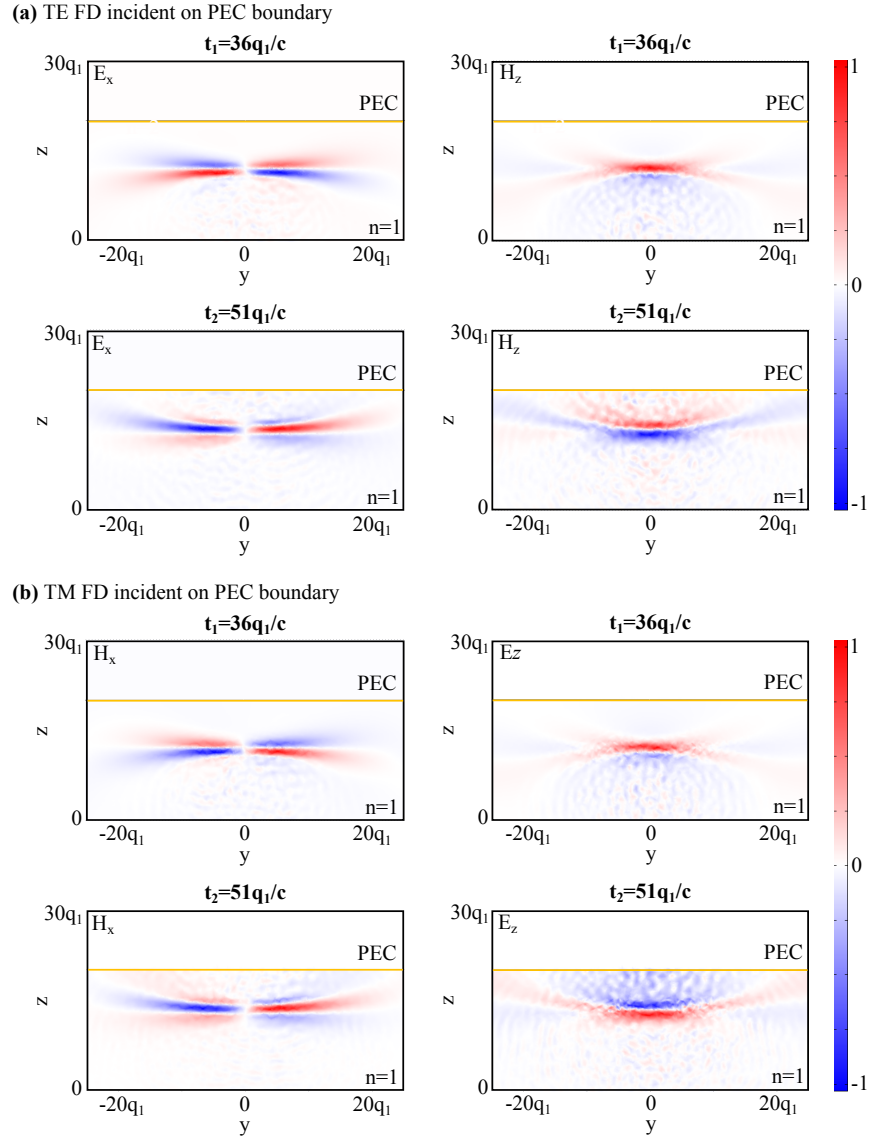 (a) TE FD incident on PEC boundary
t₁=36q₁/c
t₁=36q₁/c
30q₁
Eₓ
PEC
z
n=1
0
-20q₁
0
20q₁
y
30q₁
H_z
PEC
z
n=1
0
-20q₁
0
20q₁
y
1
0
-1
t₂=51q₁/c
t₂=51q₁/c
30q₁
Eₓ
PEC
z
n=1
0
-20q₁
0
20q₁
y
30q₁
H_z
PEC
z
n=1
0
-20q₁
0
20q₁
y
(b) TM FD incident on PEC boundary
t₁=36q₁/c
t₁=36q₁/c
30q₁
Hₓ
PEC
z
n=1
0
-20q₁
0
20q₁
y
30q₁
Ez
PEC
z
n=1
0
-20q₁
0
20q₁
y
1
0
-1
t₂=51q₁/c
t₂=51q₁/c
30q₁
Hₓ
PEC
z
n=1
0
-20q₁
0
20q₁
y
30q₁
E_z
PEC
z
n=1
0
-20q₁
0
20q₁
y